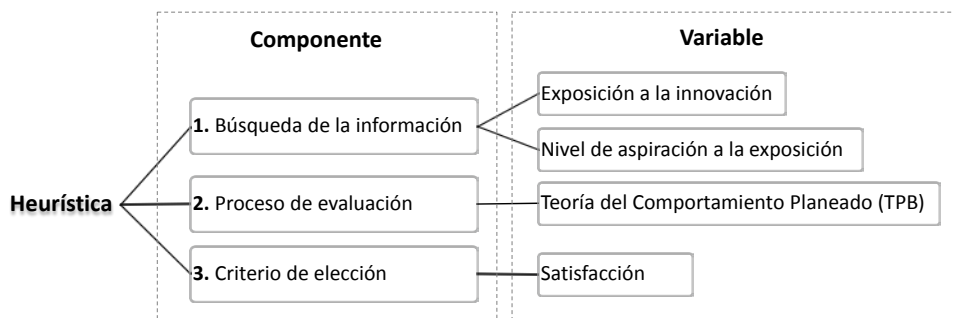 Componente
Variable
Heurística
1. Búsqueda de la información
Exposición a la innovación
Nivel de aspiración a la exposición
2. Proceso de evaluación
Teoría del Comportamiento Planeado (TPB)
3. Criterio de elección
Satisfacción